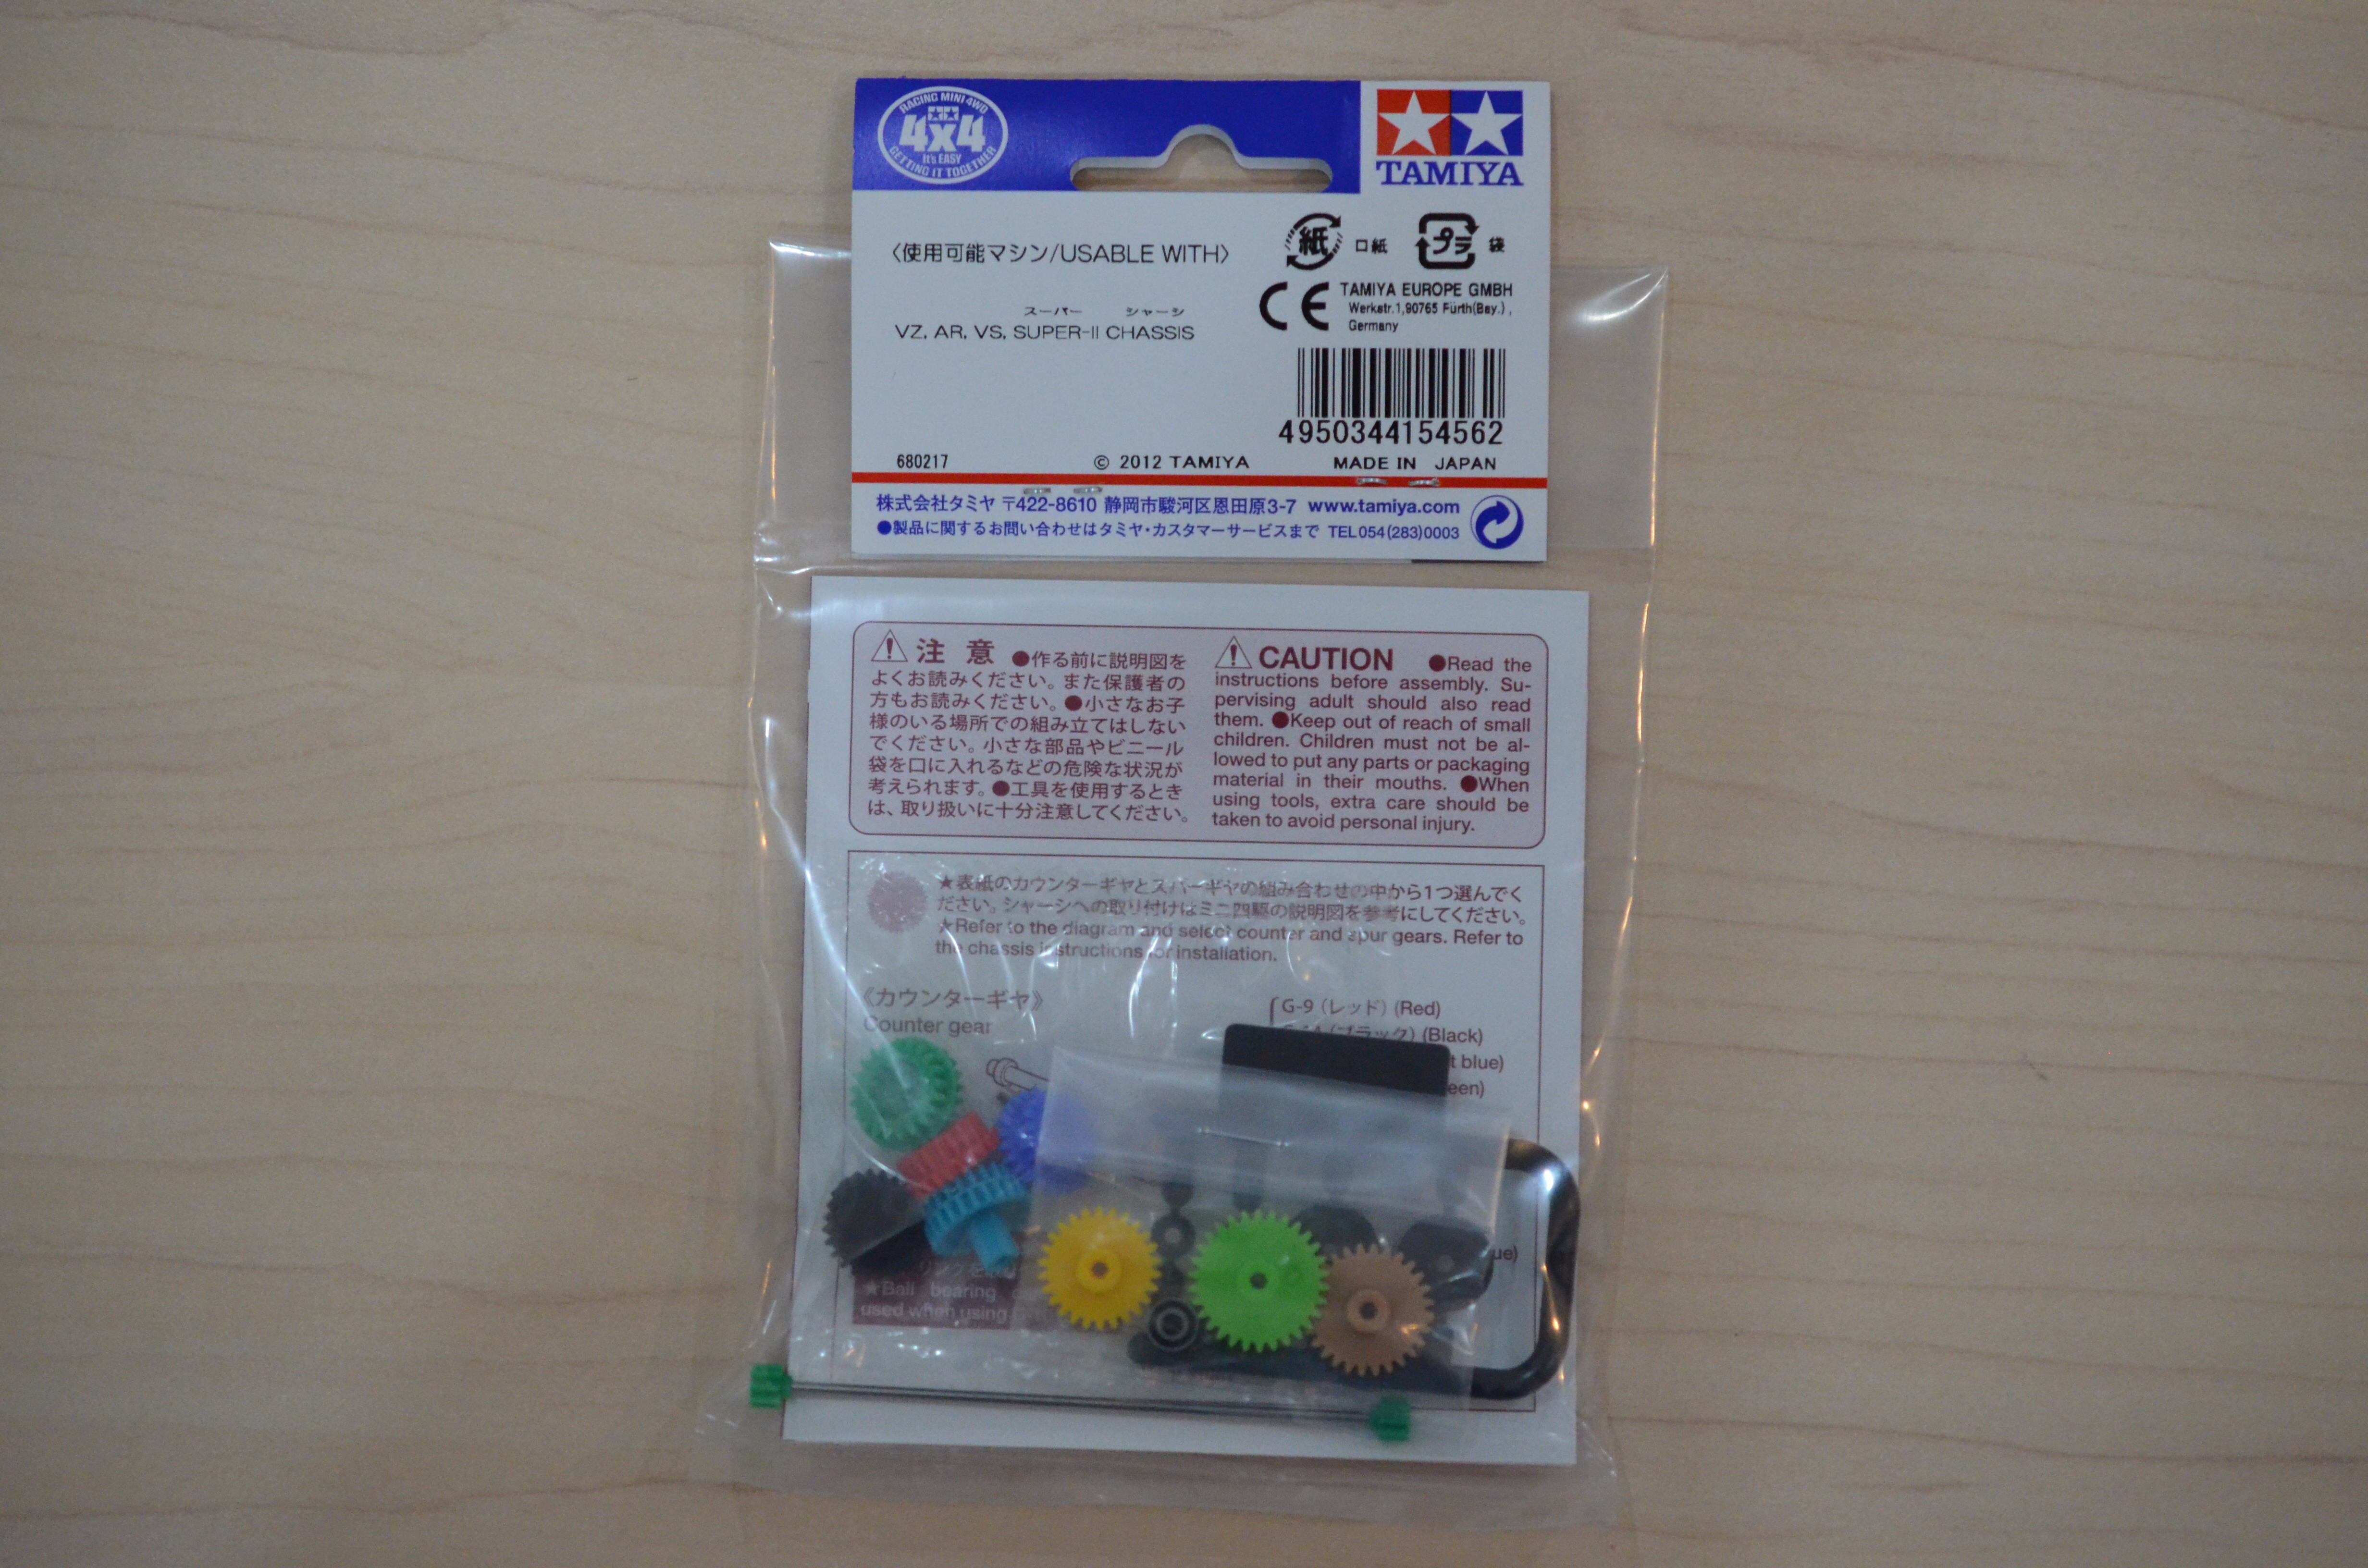 RACING MINI 4WD
4x4
It's EASY
GETTING IT TOGETHER
TAMIYA
〈使用可能マシン/USABLE WITH〉
紙 口紙 プラ 袋
CE TAMIYA EUROPE GMBH
Werkstr.1,90765 Fürth(Bay.),
Germany
スーパー シャーシ
VZ, AR, VS, SUPER-II CHASSIS
4950344154562
680217 © 2012 TAMIYA MADE IN JAPAN
株式会社タミヤ 〒422-8610 静岡市駿河区恩田原3-7 www.tamiya.com
●製品に関するお問い合わせはタミヤ・カスタマーサービスまで TEL054(283)0003
注 意 ●作る前に説明図を
よくお読みください。また保護者の
方もお読みください。●小さなお子
様のいる場所での組み立てはしない
でください。小さな部品やビニール
袋を口に入れるなどの危険な状況が
考えられます。●工具を使用するとき
は、取り扱いに十分注意してください。
CAUTION ●Read the
instructions before assembly. Su-
pervising adult should also read
them. ●Keep out of reach of small
children. Children must not be al-
lowed to put any parts or packaging
material in their mouths. ●When
using tools, extra care should be
taken to avoid personal injury.
★表紙のカウンターギヤとスパーギヤの組み合わせの中から1つ選んでく
ださい。シャーシへの取り付けはミニ四駆の説明図を参考にしてください。
★Refer to the diagram and select counter and spur gears. Refer to
the chassis instructions for installation.
《カウンターギヤ》
Counter gear
G-9 (レッド) (Red)
(ブラック) (Black)
t blue)
een)
ue)
★Ball bearing
used when using